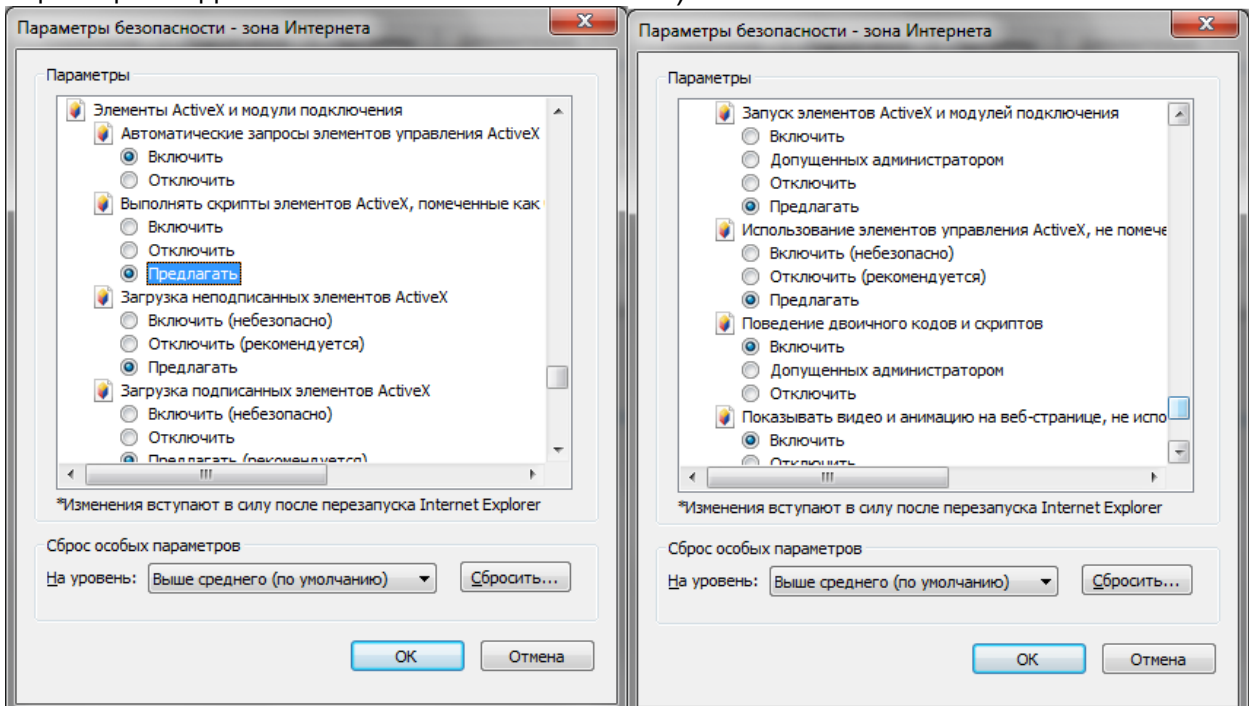 Параметры безопасности - зона Интернета
Параметры
Элементы ActiveX и модули подключения
Автоматические запросы элементов управления ActiveX
Включить
Отключить
Выполнять скрипты элементов ActiveX, помеченные как
Включить
Отключить
Предлагать
Загрузка неподписанных элементов ActiveX
Включить (небезопасно)
Отключить (рекомендуется)
Предлагать
Загрузка подписанных элементов ActiveX
Включить (небезопасно)
Отключить
Предлагать (рекомендуется)
*Изменения вступают в силу после перезапуска Internet Explorer
Сброс особых параметров
На уровень: Выше среднего (по умолчанию) Сбросить...
ОК Отмена
Параметры безопасности - зона Интернета
Параметры
Запуск элементов ActiveX и модулей подключения
Включить
Допущенных администратором
Отключить
Предлагать
Использование элементов управления ActiveX, не помече
Включить (небезопасно)
Отключить (рекомендуется)
Предлагать
Поведение двоичного кодов и скриптов
Включить
Допущенных администратором
Отключить
Показывать видео и анимацию на веб-странице, не испо
Включить
Отключить
*Изменения вступают в силу после перезапуска Internet Explorer
Сброс особых параметров
На уровень: Выше среднего (по умолчанию) Сбросить...
ОК Отмена